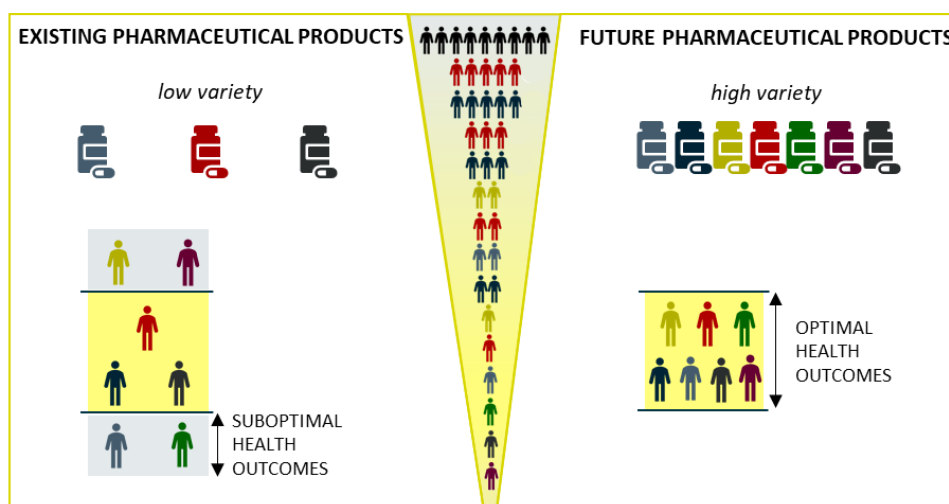 EXISTING PHARMACEUTICAL PRODUCTS
low variety
SUBOPTIMAL
HEALTH
OUTCOMES
FUTURE PHARMACEUTICAL PRODUCTS
high variety
OPTIMAL
HEALTH
OUTCOMES